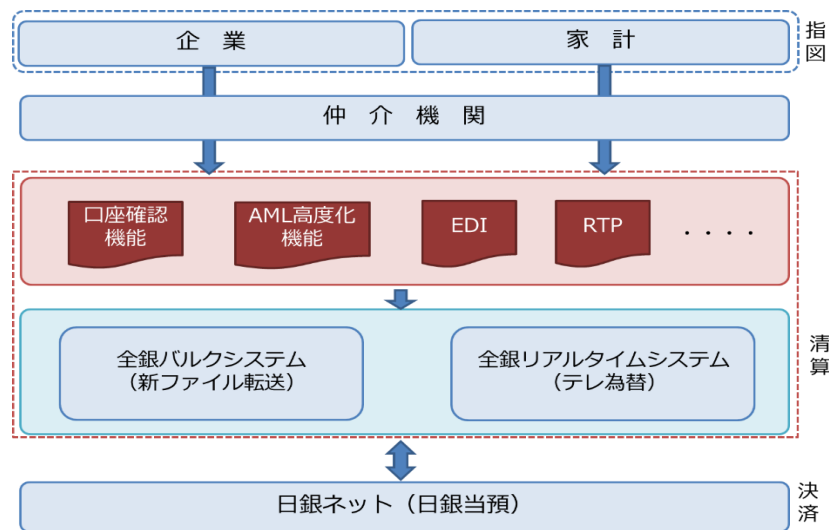 企 業
家 計
指図
仲 介 機 関
口座確認
機能
AML高度化
機能
EDI
RTP
・・・・
全銀バルクシステム
（新ファイル転送）
全銀リアルタイムシステム
（テレ為替）
清算
日銀ネット（日銀当預）
決済